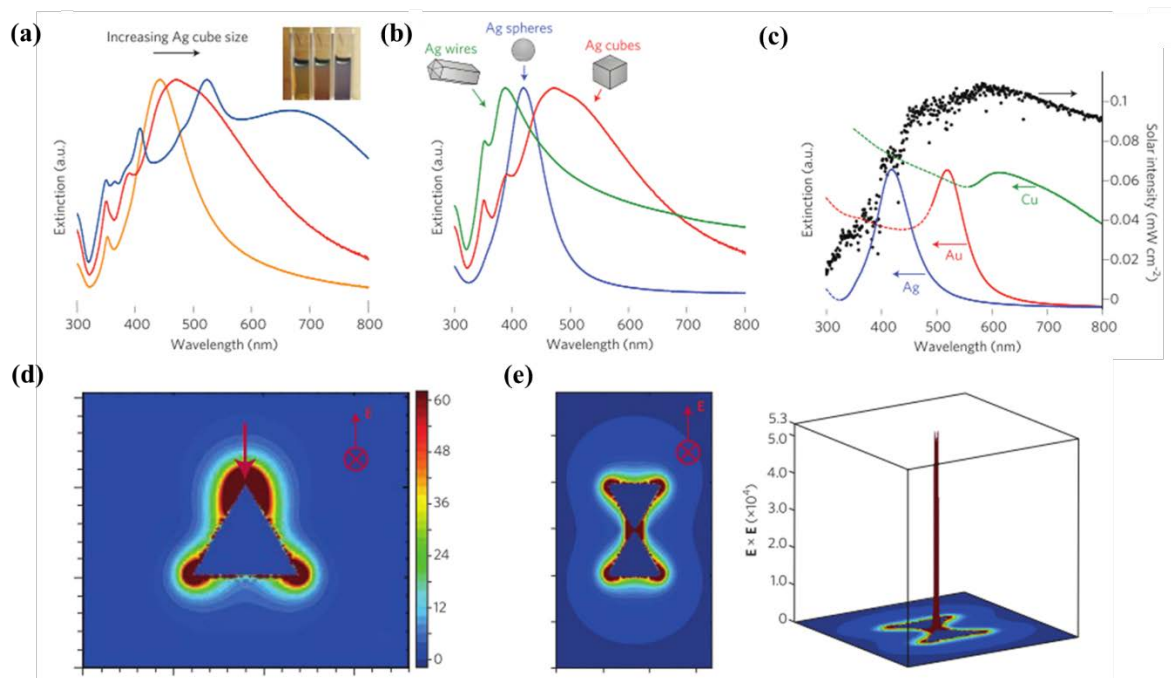 (a)
Increasing Ag cube size
Extinction (a.u.)
300 400 500 600 700 800
Wavelength (nm)
(b)
Ag wires
Ag spheres
Ag cubes
Extinction (a.u.)
300 400 500 600 700 800
Wavelength (nm)
(c)
Extinction (a.u.)
Cu
Au
Ag
0.1
0.08
0.06
0.04
0.02
0
Solar intensity (mW cm⁻²)
300 400 500 600 700 800
Wavelength (nm)
(d)
E
60
48
36
24
12
0
(e)
E
5.3
5.0
4.0
3.0
2.0
1.0
0
E × E (×10⁴)